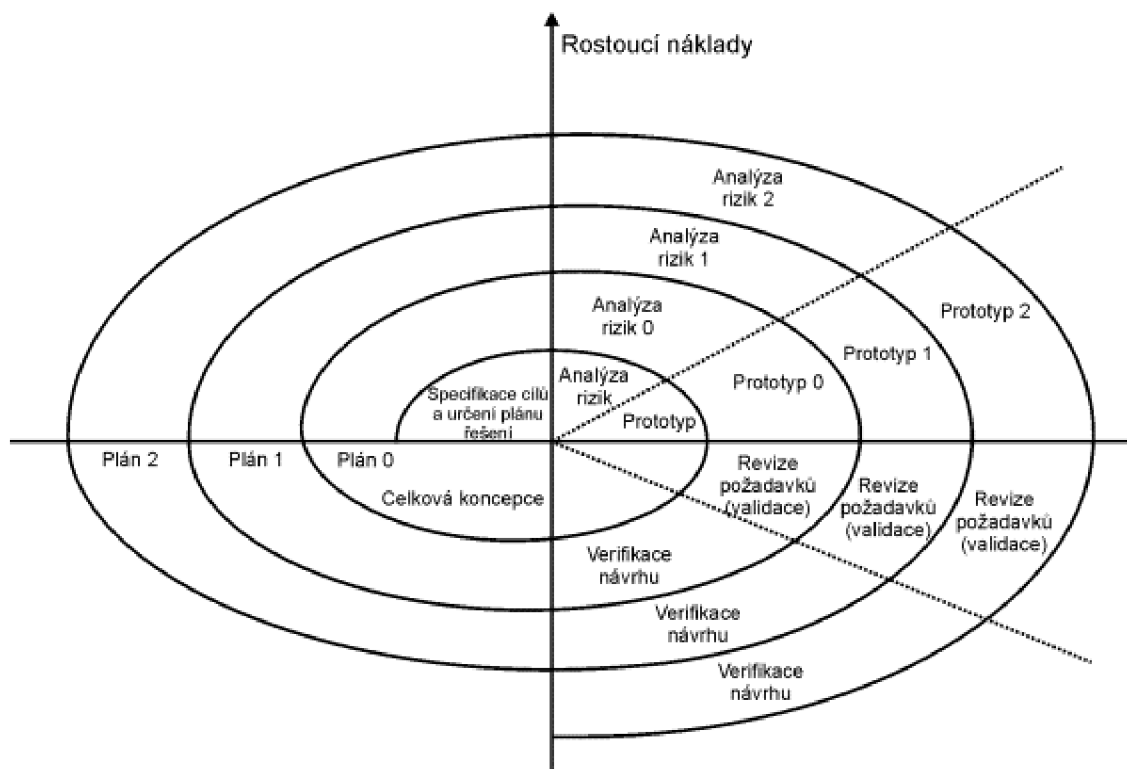 Rostoucí náklady
Analýza
rizik 2
Analýza
rizik 1
Analýza
rizik 0
Prototyp 2
Prototyp 1
Prototyp 0
Analýza
rizik
Specifikace cílů
a určení plánu
řešení
Prototyp
Plán 2
Plán 1
Plán 0
Celková koncepce
Revize
požadavků
(validace)
Revize
požadavků
(validace)
Revize
požadavků
(validace)
Verifikace
návrhu
Verifikace
návrhu
Verifikace
návrhu